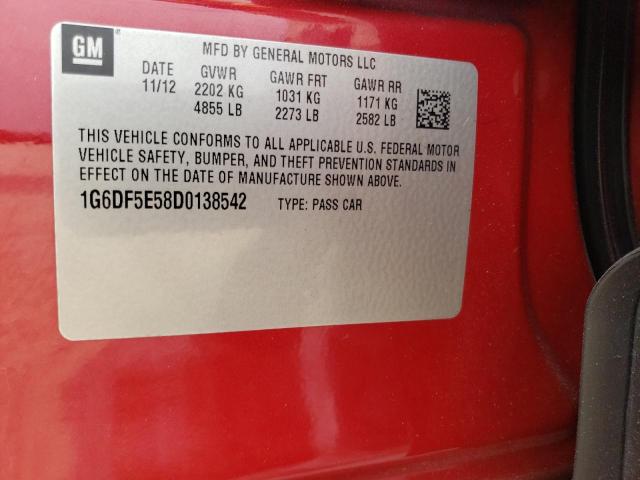 GM
MFD BY GENERAL MOTORS LLC
DATE GVWR GAWR FRT GAWR RR
11/12 2202 KG 1031 KG 1171 KG
4855 LB 2273 LB 2582 LB
THIS VEHICLE CONFORMS TO ALL APPLICABLE U.S. FEDERAL MOTOR
VEHICLE SAFETY, BUMPER, AND THEFT PREVENTION STANDARDS IN
EFFECT ON THE DATE OF MANUFACTURE SHOWN ABOVE.
1G6DF5E58D0138542 TYPE: PASS CAR